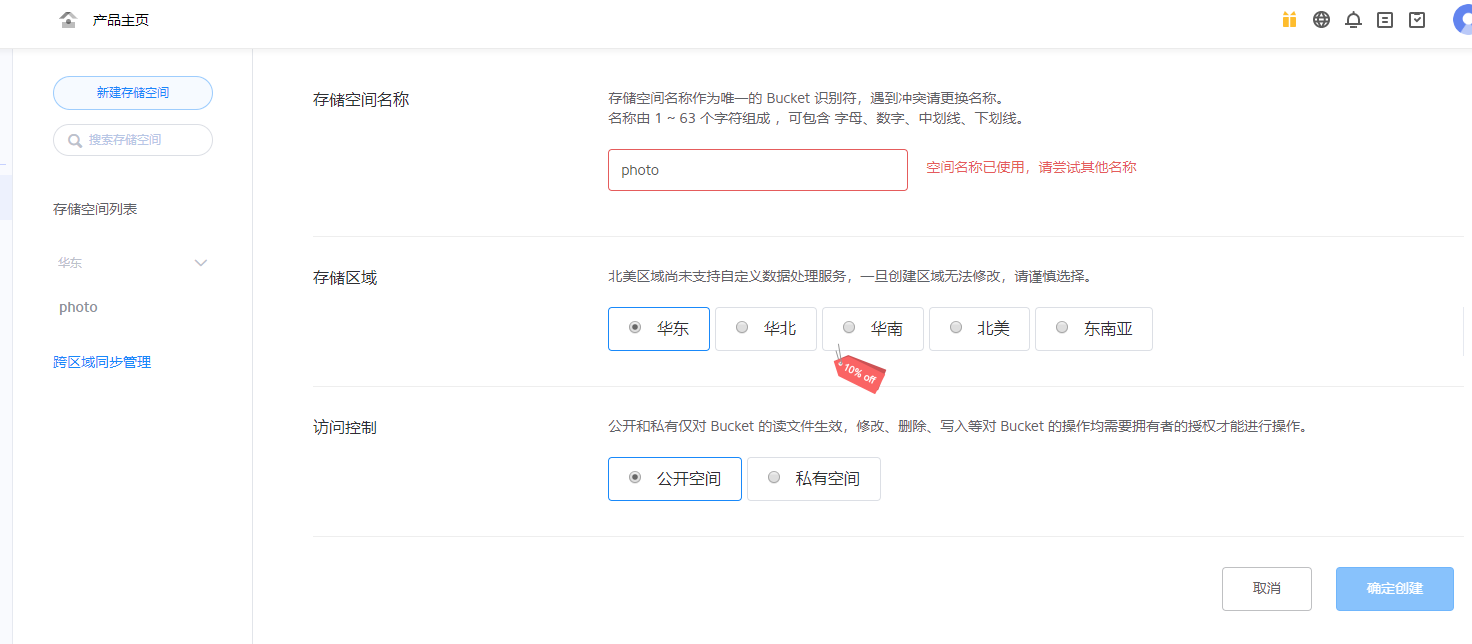 产品主页
新建存储空间
搜索存储空间
存储空间列表
华东
photo
跨区域同步管理
存储空间名称
存储空间名称作为唯一的 Bucket 识别符，遇到冲突请更换名称。
名称由 1 ~ 63 个字符组成 ，可包含 字母、数字、中划线、下划线。
photo
空间名称已使用，请尝试其他名称
存储区域
北美区域尚未支持自定义数据处理服务，一旦创建区域无法修改，请谨慎选择。
华东
华北
华南
北美
东南亚
10% off
访问控制
公开和私有仅对 Bucket 的读文件生效，修改、删除、写入等对 Bucket 的操作均需要拥有者的授权才能进行操作。
公开空间
私有空间
取消
确定创建